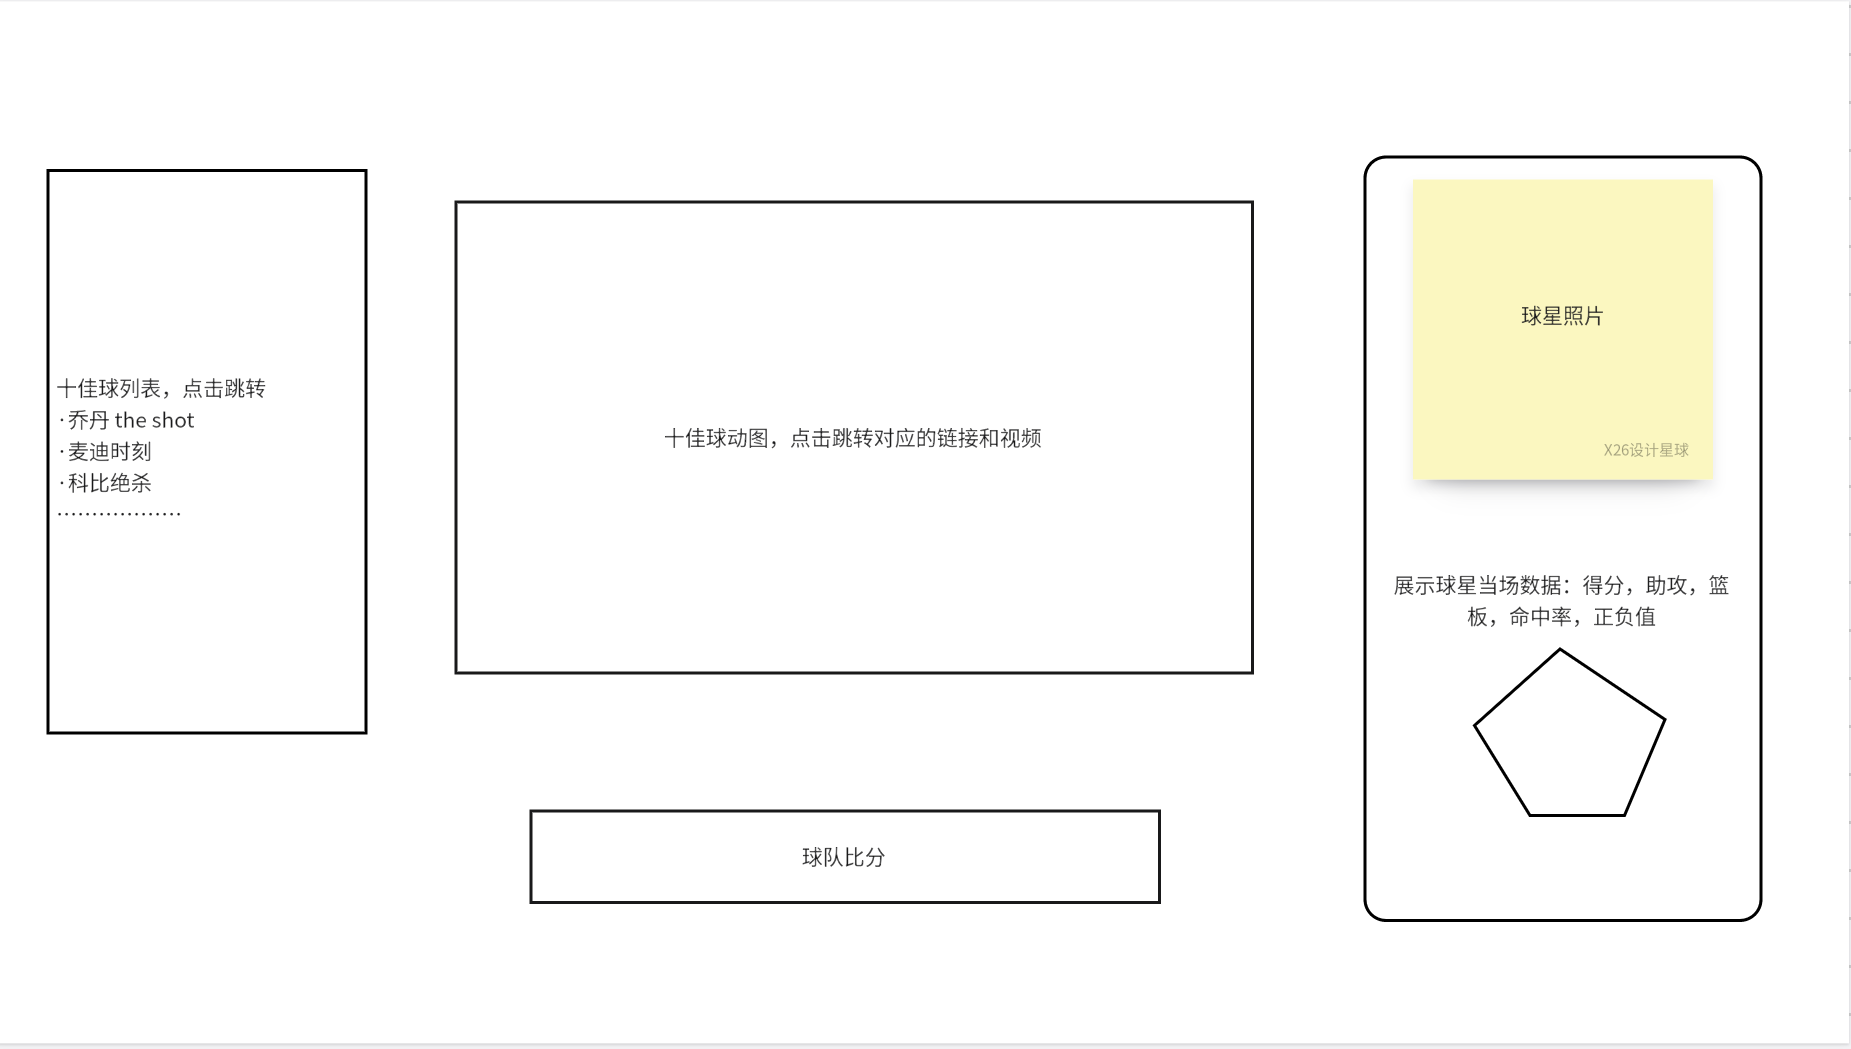 十佳球列表，点击跳转
·乔丹 the shot
·麦迪时刻
·科比绝杀
..................
十佳球动图，点击跳转对应的链接和视频
球队比分
球星照片
X26设计星球
展示球星当场数据：得分，助攻，篮
板，命中率，正负值